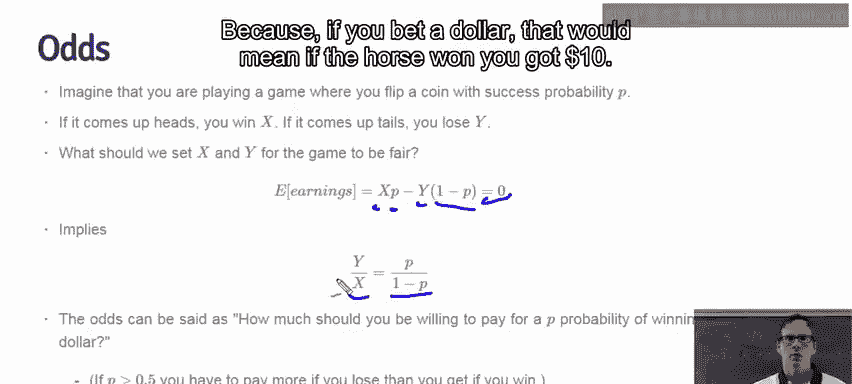 Because, if you bet a dollar, that would
mean if the horse won you got $10.
Odds
· Imagine that you are playing a game where you flip a coin with success probability p.
· If it comes up heads, you win X. If it comes up tails, you lose Y.
· What should we set X and Y for the game to be fair?
E[earnings] = Xp − Y(1 − p) = 0
· Implies
Y/X = p/(1 − p)
· The odds can be said as "How much should you be willing to pay for a p probability of
dollar?"
- (If p > 0.5 you have to pay more if you lose than you get if you win.)